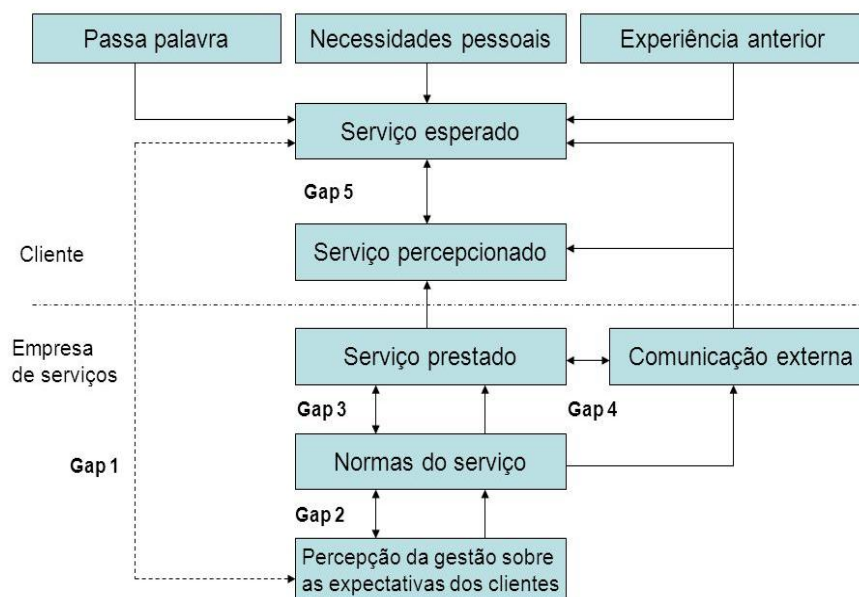 Passa palavra
Necessidades pessoais
Experiência anterior
Serviço esperado
Gap 5
Serviço percepcionado
Cliente
Empresa
de serviços
Serviço prestado
Comunicação externa
Gap 3
Gap 4
Normas do serviço
Gap 1
Gap 2
Percepção da gestão sobre
as expectativas dos clientes